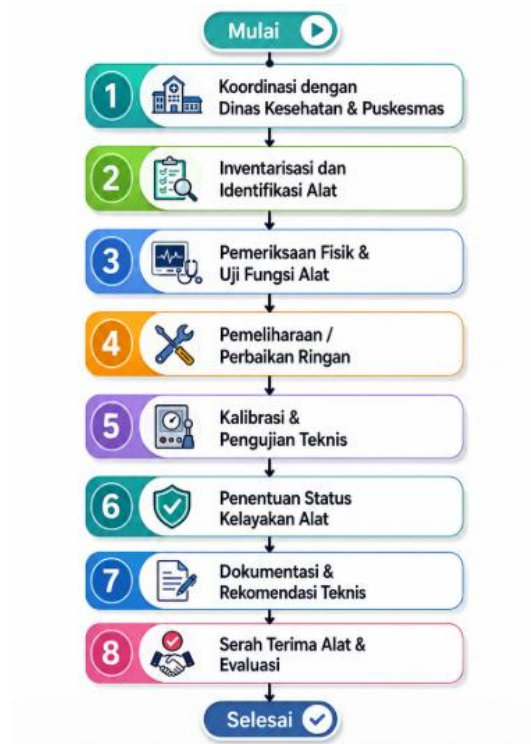 Mulai
1
Koordinasi dengan
Dinas Kesehatan & Puskesmas
2
Inventarisasi dan
Identifikasi Alat
3
Pemeriksaan Fisik &
Uji Fungsi Alat
4
Pemeliharaan /
Perbaikan Ringan
5
Kalibrasi &
Pengujian Teknis
6
Penentuan Status
Kelayakan Alat
7
Dokumentasi &
Rekomendasi Teknis
8
Serah Terima Alat &
Evaluasi
Selesai